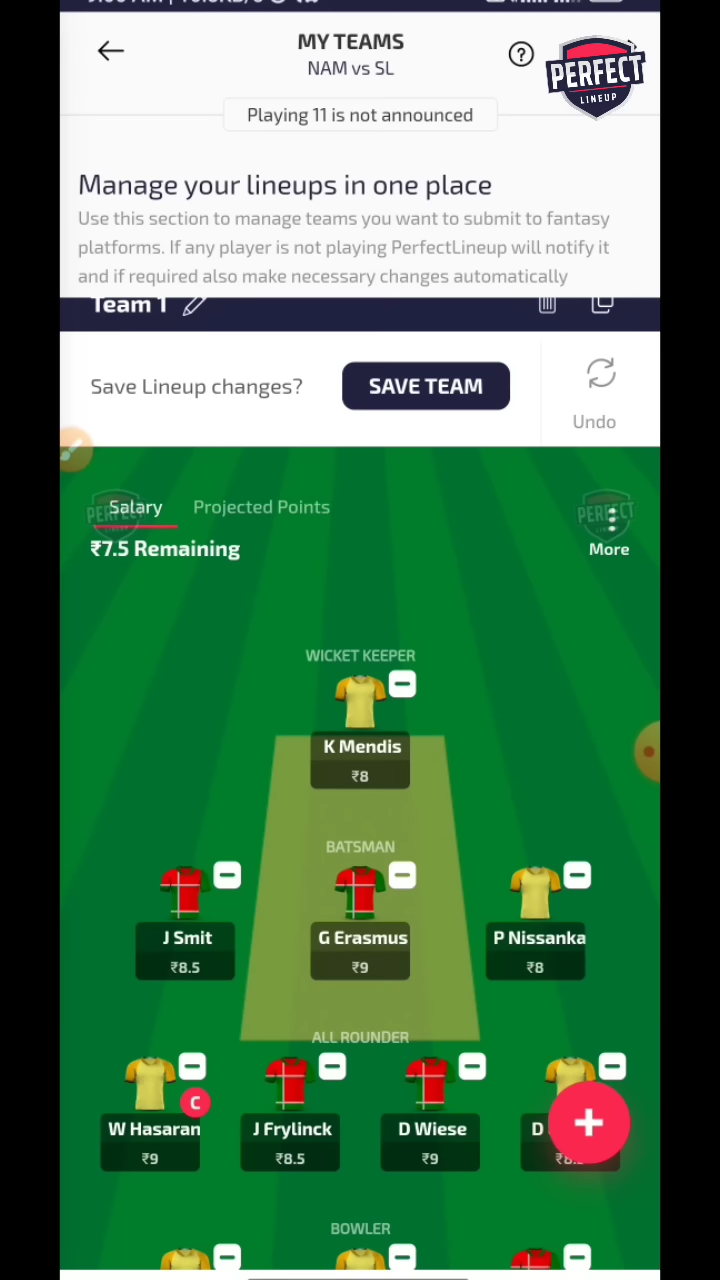 MY TEAMS
NAM vs SL
?
PERFECT
LINEUP
Playing 11 is not announced
Manage your lineups in one place
Use this section to manage teams you want to submit to fantasy
platforms. If any player is not playing PerfectLineup will notify it
and if required also make necessary changes automatically
Team 1
Save Lineup changes? SAVE TEAM
Undo
Salary Projected Points
₹7.5 Remaining
More
WICKET KEEPER
K Mendis
₹8
BATSMAN
J Smit G Erasmus P Nissanka
₹8.5 ₹9 ₹8
ALL ROUNDER
C
W Hasaran J Frylinck D Wiese D
₹9 ₹8.5 ₹9
BOWLER